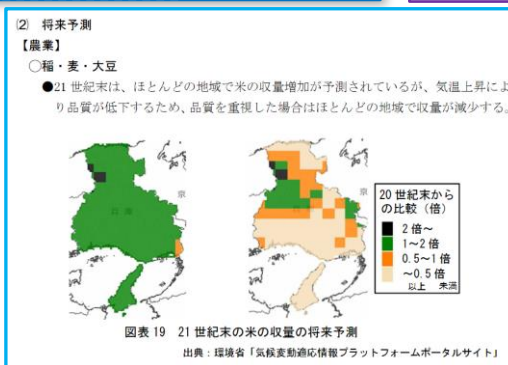 (2) 将来予測
【農業】
○稲・麦・大豆
●21 世紀末は、ほとんどの地域で米の収量増加が予測されているが、気温上昇によ
り品質が低下するため、品質を重視した場合はほとんどの地域で収量が減少する。
20 世紀末から
の比較(倍)
2 倍~
1~2 倍
0.5~1 倍
~0.5 倍
以上 未満
図表 19 21 世紀末の米の収量の将来予測
出典:環境省「気候変動適応情報プラットフォームポータルサイト」